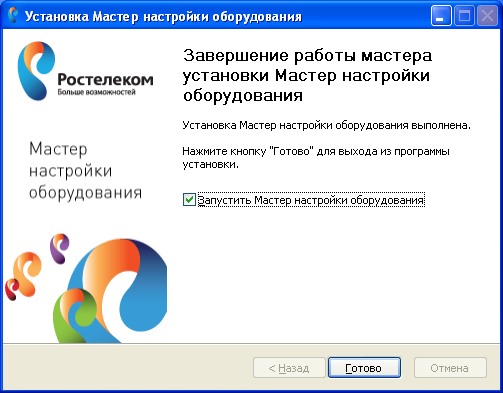 Установка Мастер настройки оборудования
Ростелеком
Больше возможностей
Мастер
настройки
оборудования
Завершение работы мастера
установки Мастер настройки
оборудования
Установка Мастер настройки оборудования выполнена.
Нажмите кнопку "Готово" для выхода из программы
установки.
Запустить Мастер настройки оборудования
< Назад
Готово
Отмена